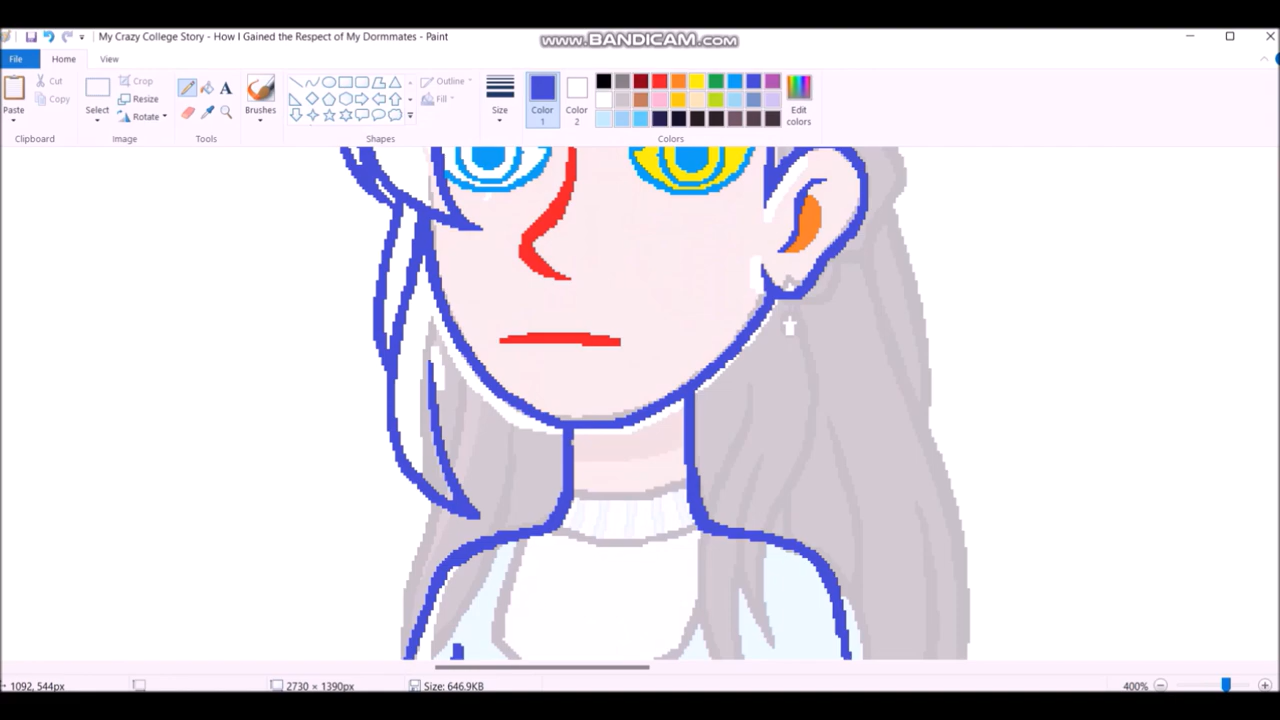 My Crazy College Story - How I Gained the Respect of My Dormmates - Paint
www.BANDICAM.com
File
Home
View
Paste
Cut
Copy
Clipboard
Select
Crop
Resize
Rotate
Image
A
Tools
Brushes
Outline
Fill
Shapes
Size
Color 1
Color 2
Edit colors
Colors
1092, 544px
2730 × 1390px
Size: 646.9KB
400%